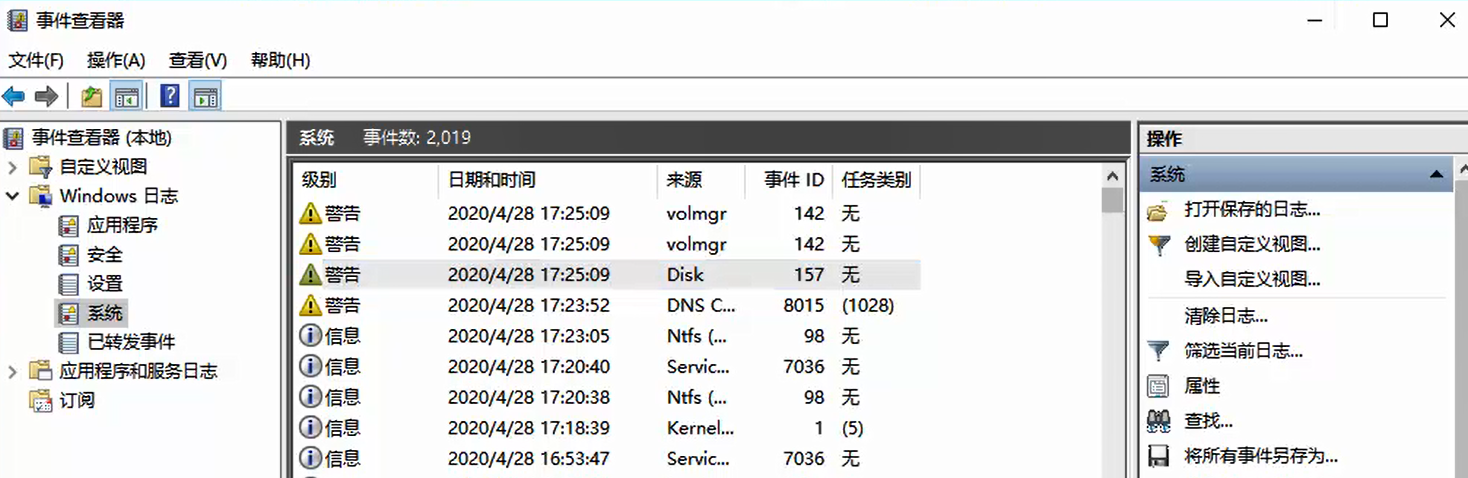 事件查看器
文件(F) 操作(A) 查看(V) 帮助(H)
事件查看器 (本地)
自定义视图
Windows 日志
应用程序
安全
设置
系统
已转发事件
应用程序和服务日志
订阅
系统 事件数: 2,019
级别 日期和时间 来源 事件 ID 任务类别
警告 2020/4/28 17:25:09 volmgr 142 无
警告 2020/4/28 17:25:09 volmgr 142 无
警告 2020/4/28 17:25:09 Disk 157 无
警告 2020/4/28 17:23:52 DNS C... 8015 (1028)
信息 2020/4/28 17:23:05 Ntfs (... 98 无
信息 2020/4/28 17:20:40 Servic... 7036 无
信息 2020/4/28 17:20:38 Ntfs (... 98 无
信息 2020/4/28 17:18:39 Kernel... 1 (5)
信息 2020/4/28 16:53:47 Servic... 7036 无
操作
系统
打开保存的日志...
创建自定义视图...
导入自定义视图...
清除日志...
筛选当前日志...
属性
查找...
将所有事件另存为...